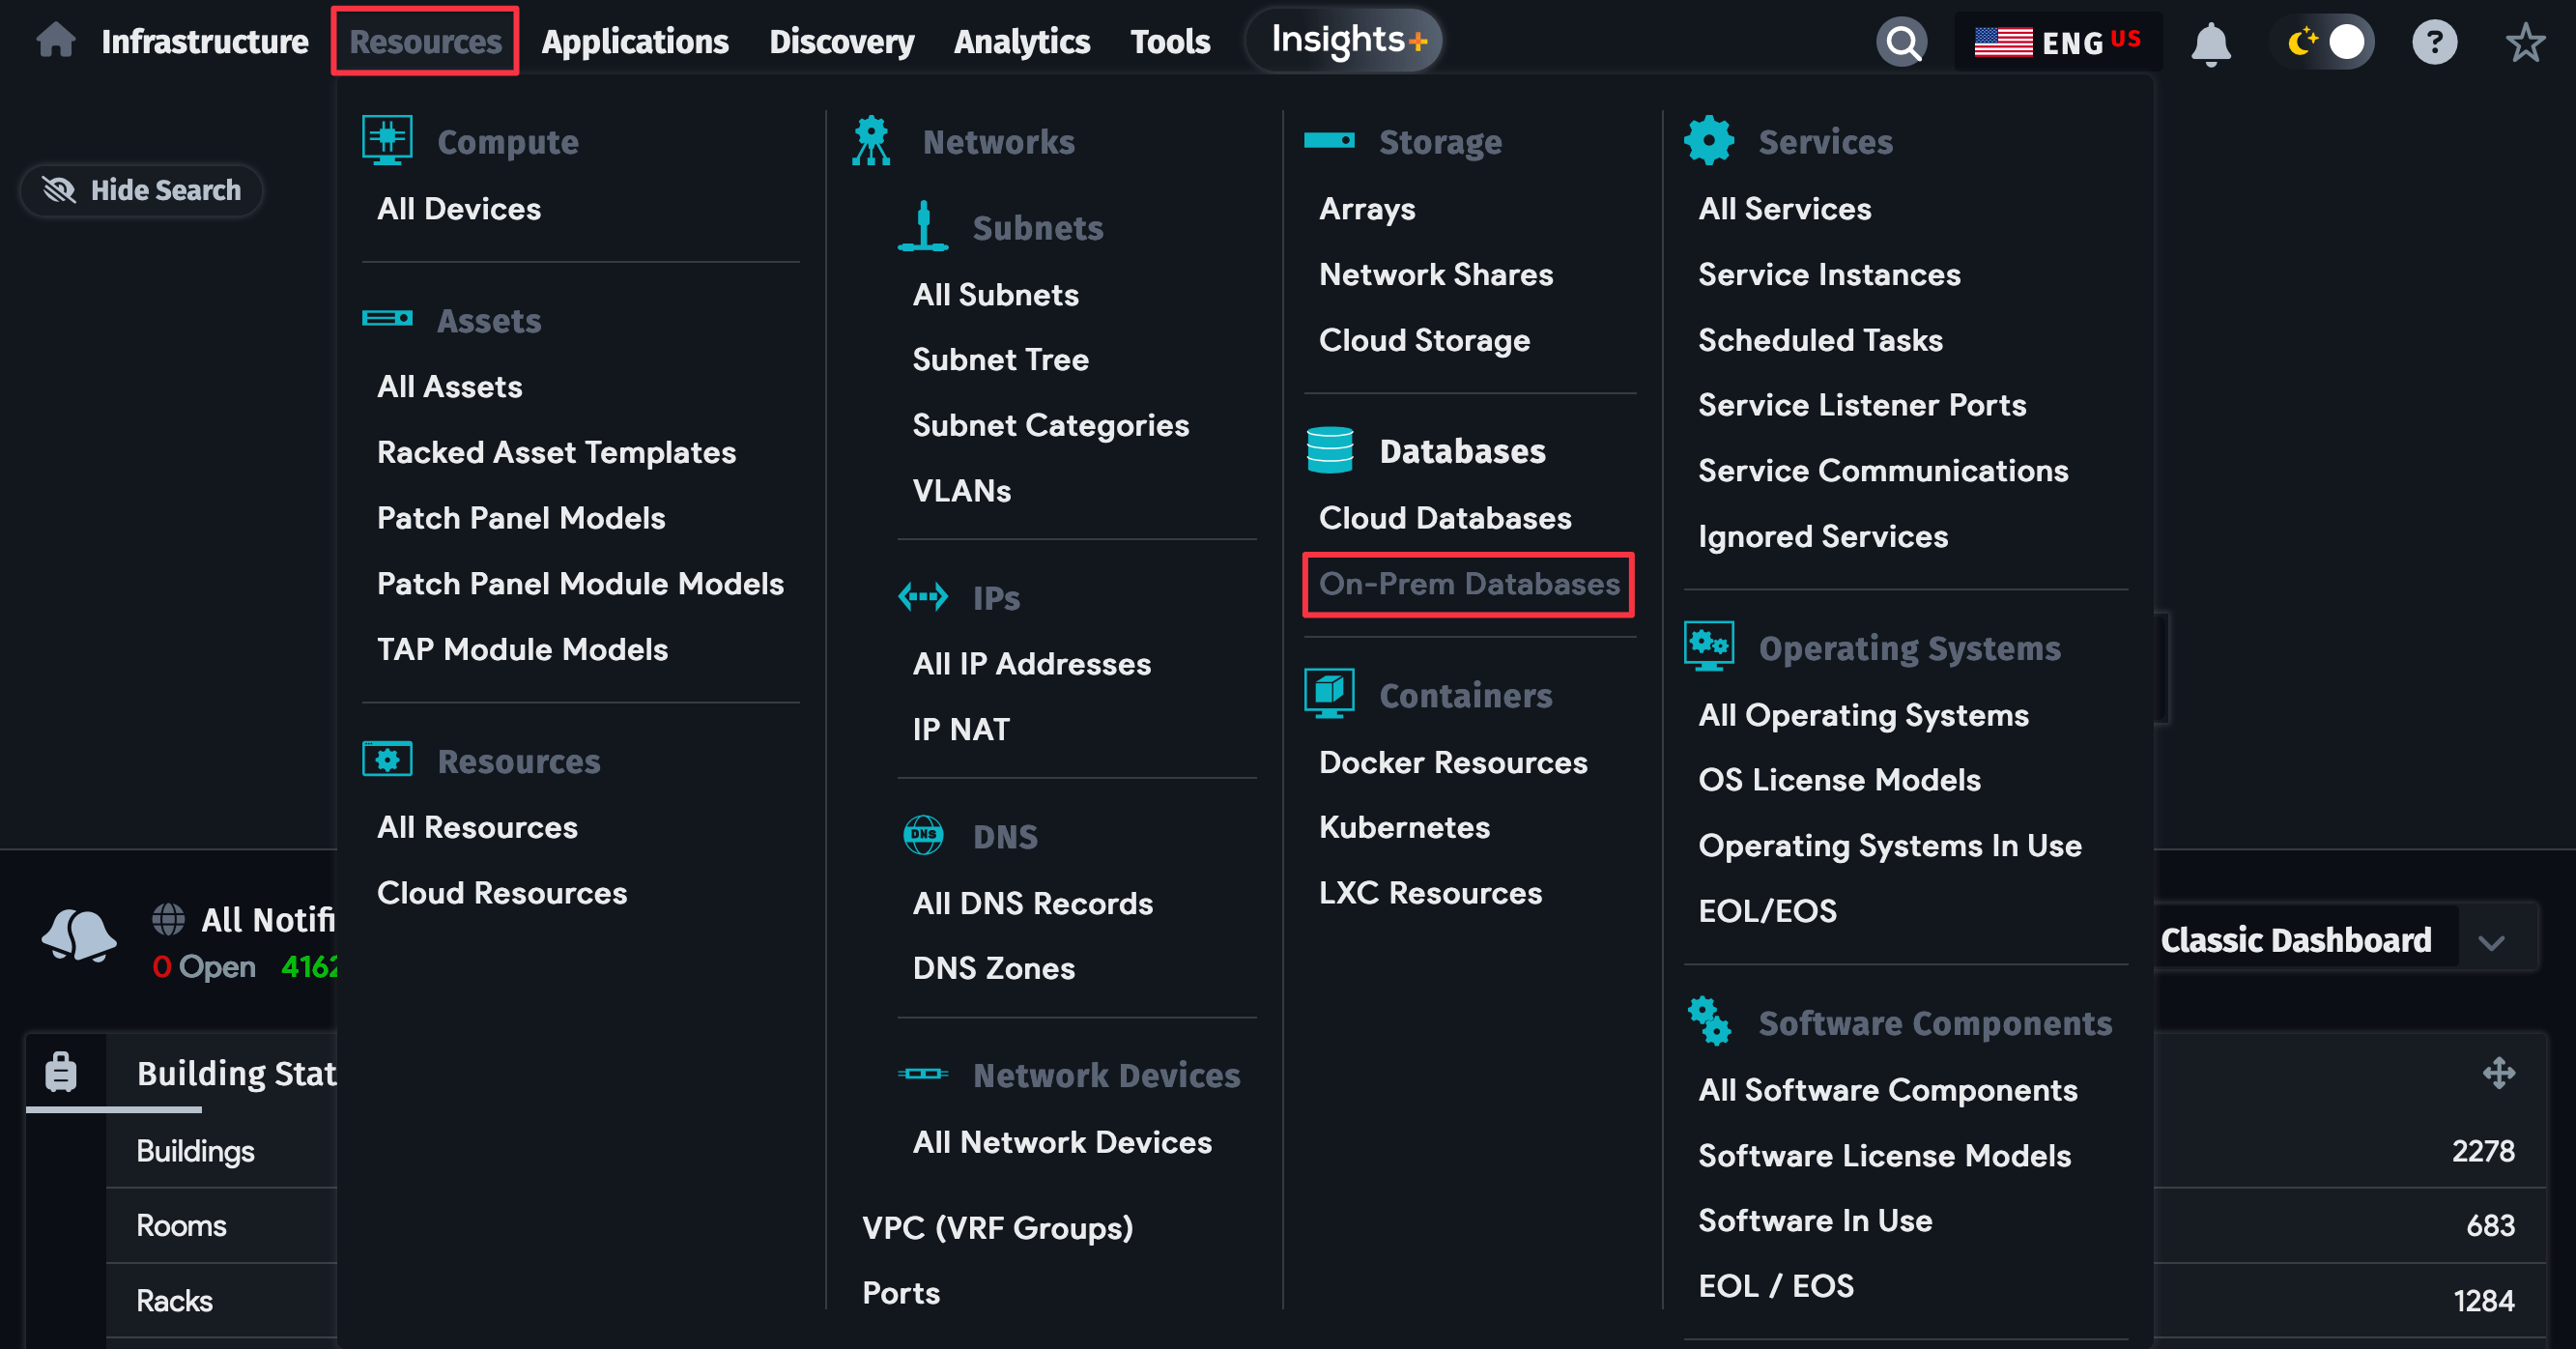 Infrastructure Resources Applications Discovery Analytics Tools Insights+ ENG US ?
Hide Search
Compute
All Devices
Assets
All Assets
Racked Asset Templates
Patch Panel Models
Patch Panel Module Models
TAP Module Models
Resources
All Resources
Cloud Resources
Networks
Subnets
All Subnets
Subnet Tree
Subnet Categories
VLANs
IPs
All IP Addresses
IP NAT
DNS
DNS
All DNS Records
DNS Zones
Network Devices
All Network Devices
VPC (VRF Groups)
Ports
Storage
Arrays
Network Shares
Cloud Storage
Databases
Cloud Databases
On-Prem Databases
Containers
Docker Resources
Kubernetes
LXC Resources
Services
All Services
Service Instances
Scheduled Tasks
Service Listener Ports
Service Communications
Ignored Services
Operating Systems
All Operating Systems
OS License Models
Operating Systems In Use
EOL/EOS
Software Components
All Software Components
Software License Models
Software In Use
EOL / EOS
All Notifi
0 Open 4162
Classic Dashboard
Building Stat
Buildings 2278
Rooms 683
Racks 1284